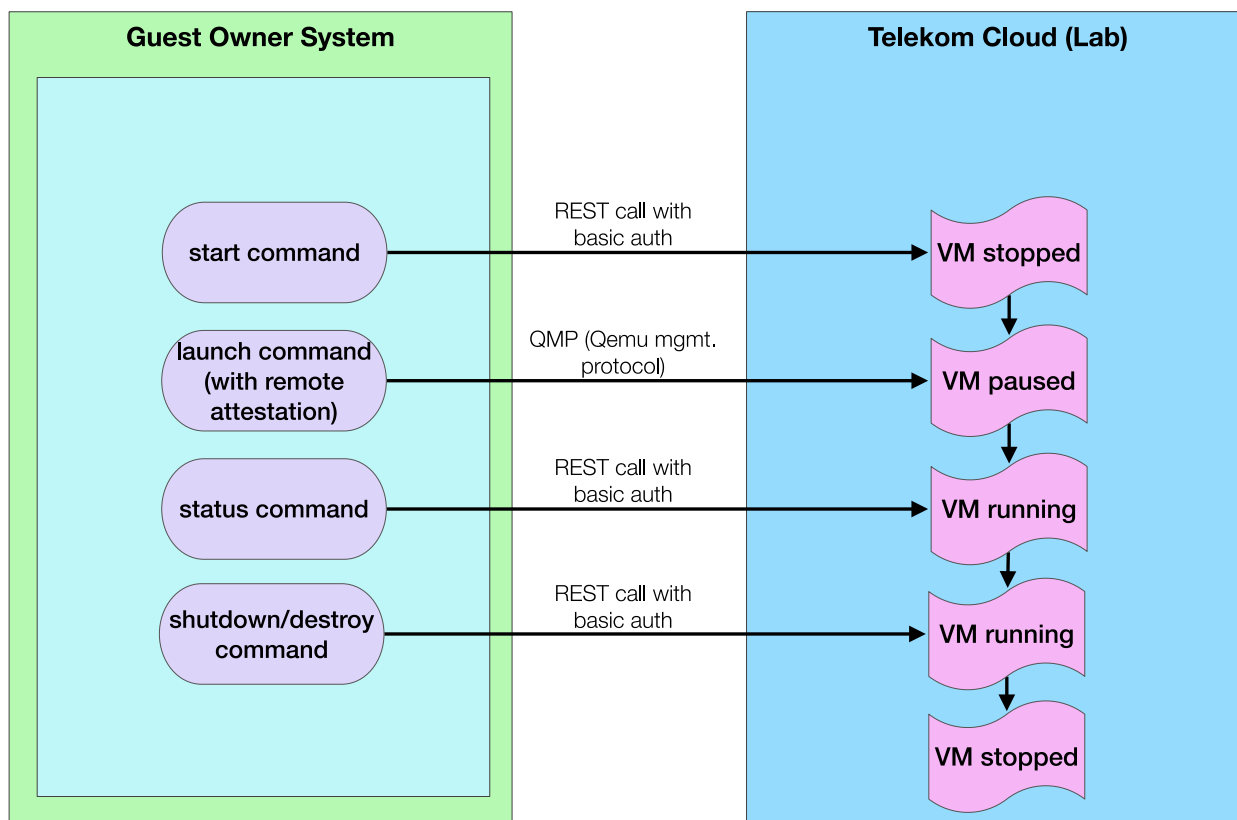 Guest Owner System
Telekom Cloud (Lab)
start command
REST call with
basic auth
VM stopped
launch command
(with remote
attestation)
QMP (Qemu mgmt.
protocol)
VM paused
status command
REST call with
basic auth
VM running
shutdown/destroy
command
REST call with
basic auth
VM running
VM stopped